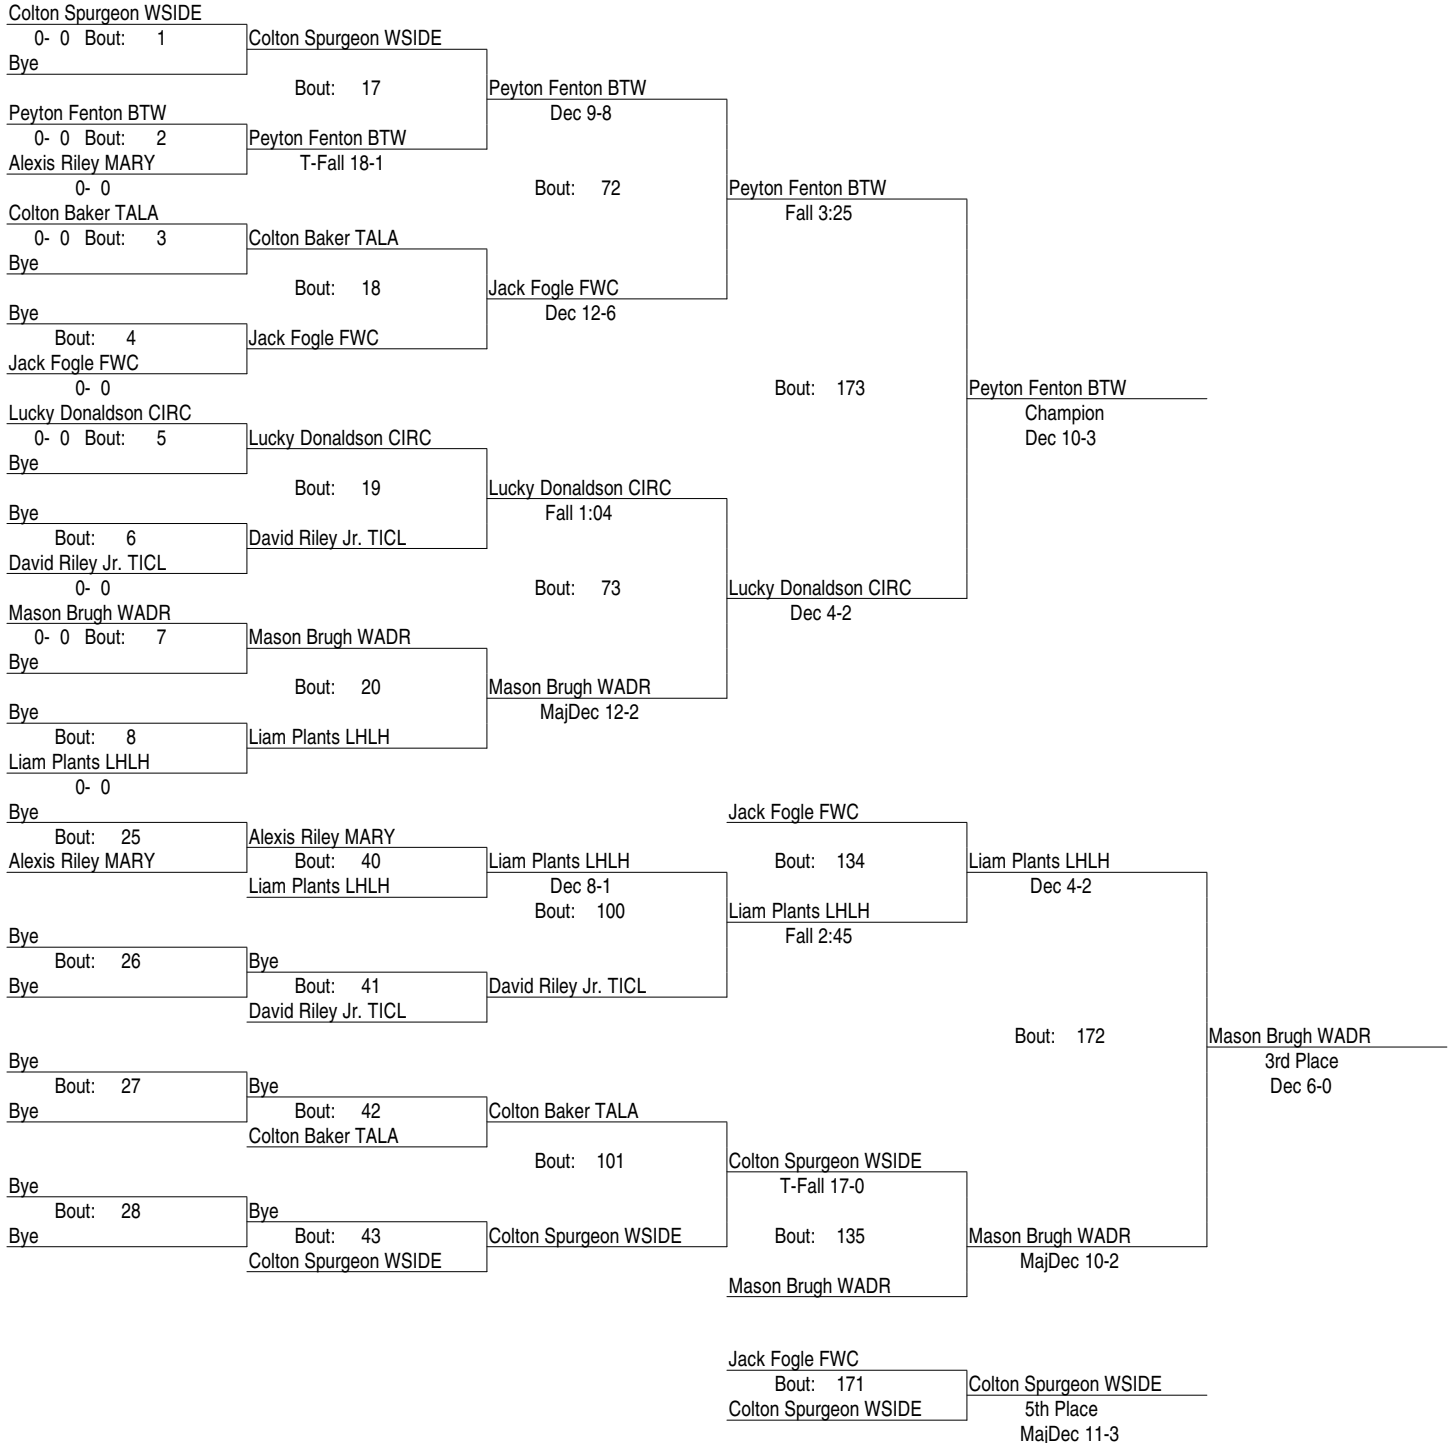 Colton Spurgeon WSIDE
0- 0 Bout: 1
Colton Spurgeon WSIDE
Bye
Bout: 17
Peyton Fenton BTW
Peyton Fenton BTW
Dec 9-8
0- 0 Bout: 2
Peyton Fenton BTW
Alexis Riley MARY
T-Fall 18-1
0- 0
Bout: 72
Peyton Fenton BTW
Colton Baker TALA
Fall 3:25
0- 0 Bout: 3
Colton Baker TALA
Bye
Bout: 18
Jack Fogle FWC
Bye
Dec 12-6
Bout: 4
Jack Fogle FWC
Jack Fogle FWC
0- 0
Bout: 173
Peyton Fenton BTW
Lucky Donaldson CIRC
Champion
0- 0 Bout: 5
Lucky Donaldson CIRC
Dec 10-3
Bye
Bout: 19
Lucky Donaldson CIRC
Bye
Fall 1:04
Bout: 6
David Riley Jr. TICL
David Riley Jr. TICL
0- 0
Bout: 73
Lucky Donaldson CIRC
Mason Brugh WADR
Dec 4-2
0- 0 Bout: 7
Mason Brugh WADR
Bye
Bout: 20
Mason Brugh WADR
Bye
MajDec 12-2
Bout: 8
Liam Plants LHLH
Liam Plants LHLH
0- 0
Bye
Jack Fogle FWC
Bout: 25
Alexis Riley MARY
Alexis Riley MARY
Bout: 40
Liam Plants LHLH
Bout: 134
Liam Plants LHLH
Liam Plants LHLH
Dec 8-1
Dec 4-2
Bout: 100
Liam Plants LHLH
Bye
Fall 2:45
Bout: 26
Bye
Bye
Bout: 41
David Riley Jr. TICL
David Riley Jr. TICL
Bout: 172
Mason Brugh WADR
Bye
3rd Place
Bout: 27
Bye
Dec 6-0
Bye
Bout: 42
Colton Baker TALA
Colton Baker TALA
Bout: 101
Colton Spurgeon WSIDE
Bye
T-Fall 17-0
Bout: 28
Bye
Bye
Bout: 43
Colton Spurgeon WSIDE
Bout: 135
Mason Brugh WADR
Colton Spurgeon WSIDE
MajDec 10-2
Mason Brugh WADR
Jack Fogle FWC
Bout: 171
Colton Spurgeon WSIDE
Colton Spurgeon WSIDE
5th Place
MajDec 11-3